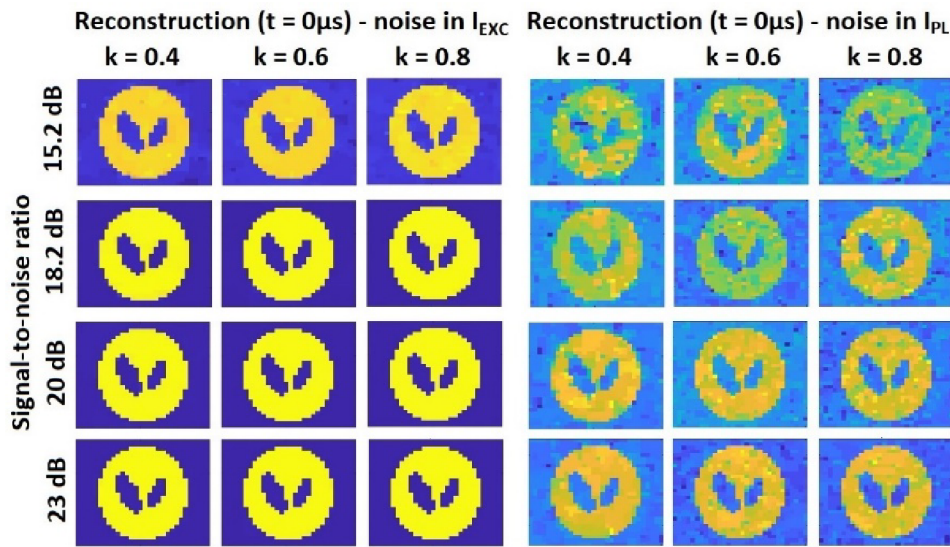 Reconstruction (t = 0µs) - noise in I_EXC
Reconstruction (t = 0µs) - noise in I_PL
k = 0.4
k = 0.6
k = 0.8
k = 0.4
k = 0.6
k = 0.8
Signal-to-noise ratio
15.2 dB
18.2 dB
20 dB
23 dB